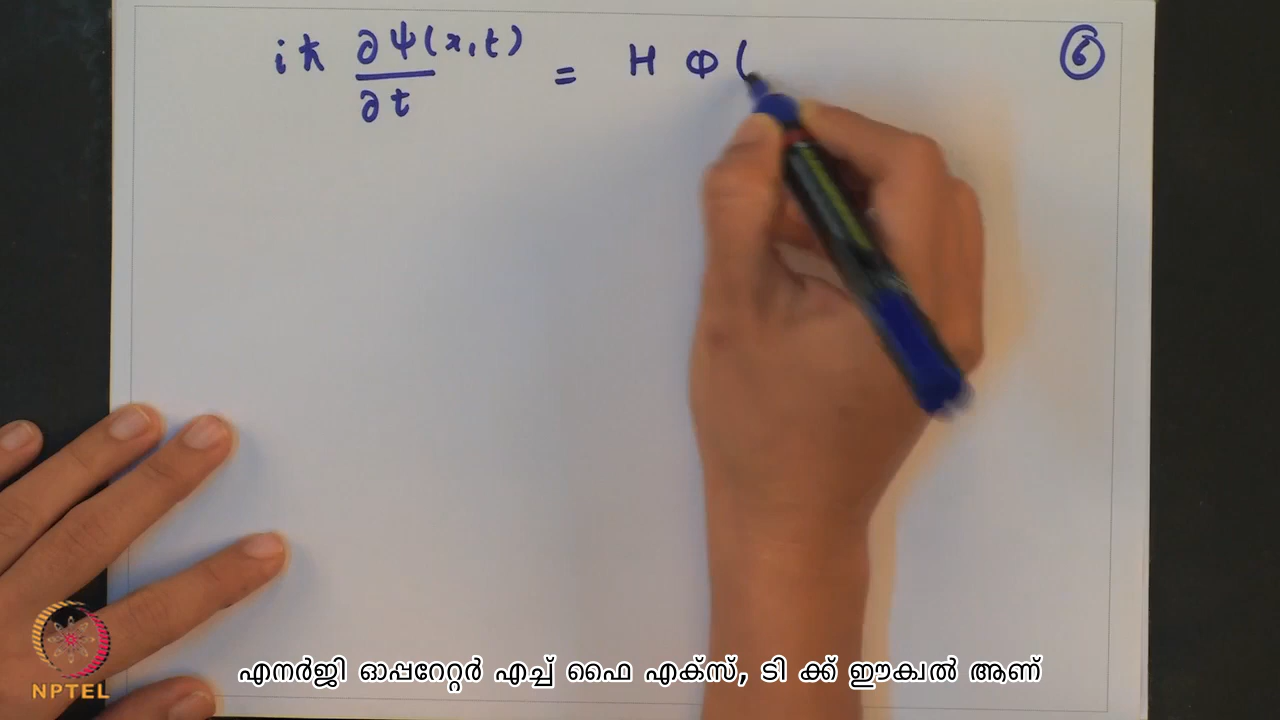 iħ ∂ψ(x,t)/∂t = H Φ (
6
എനർജി ഓപ്പറേറ്റർ എച്ച് ഫൈ എക്സ്, ടി ക്ക് ഈക്വൽ ആണ്
NPTEL